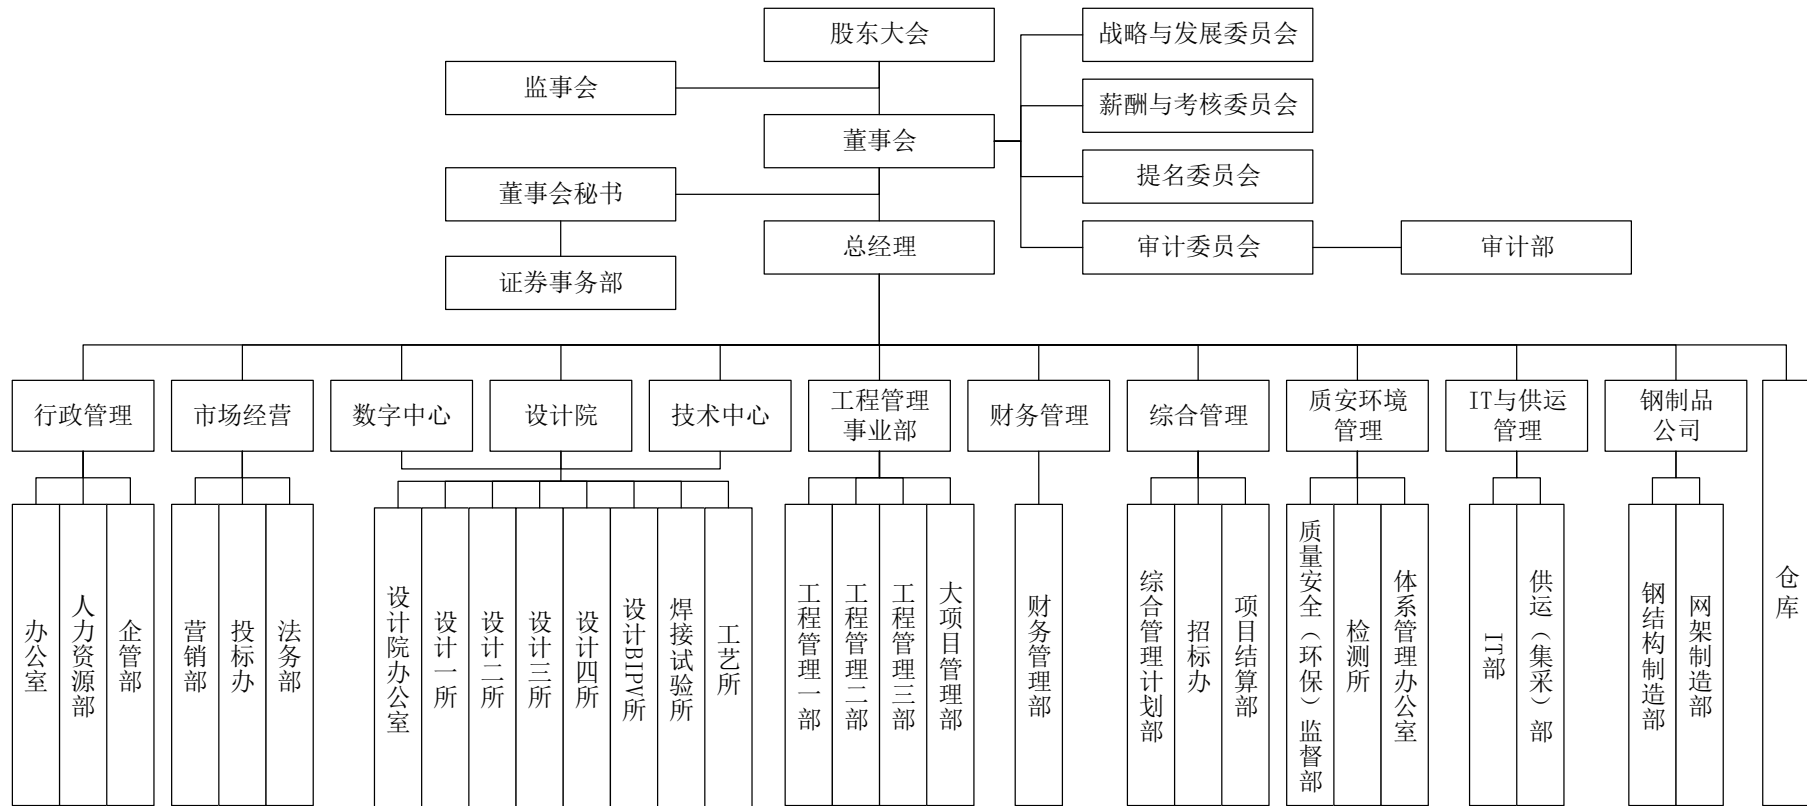 股东大会
战略与发展委员会
监事会
薪酬与考核委员会
董事会
提名委员会
董事会秘书
总经理
审计委员会
审计部
证券事务部
行政管理
市场经营
数字中心
设计院
技术中心
工程管理
事业部
财务管理
综合管理
质安环境
管理
IT与供运
管理
钢制品
公司
仓库
办公室
人力资源部
企管部
营销部
投标办
法务部
设计院办公室
设计一所
设计二所
设计三所
设计四所
设计BIPV所
焊接试验所
工艺所
工程管理一部
工程管理二部
工程管理三部
大项目管理部
财务管理部
综合管理计划部
招标办
项目结算部
质量安全（环保）监督部
检测所
体系管理办公室
IT部
供运（集采）部
钢结构制造部
网架制造部